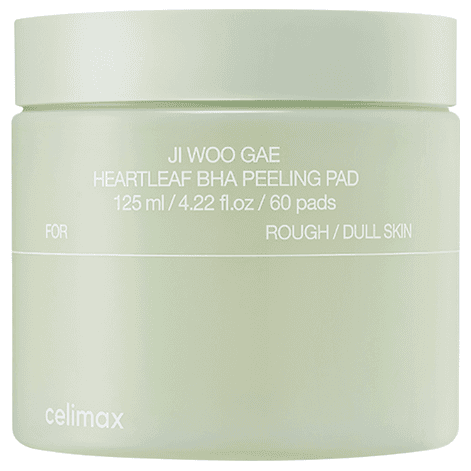 JI WOO GAE
HEARTLEAF BHA PEELING PAD
125 ml / 4.22 fl.oz / 60 pads
FOR ROUGH / DULL SKIN
celimax